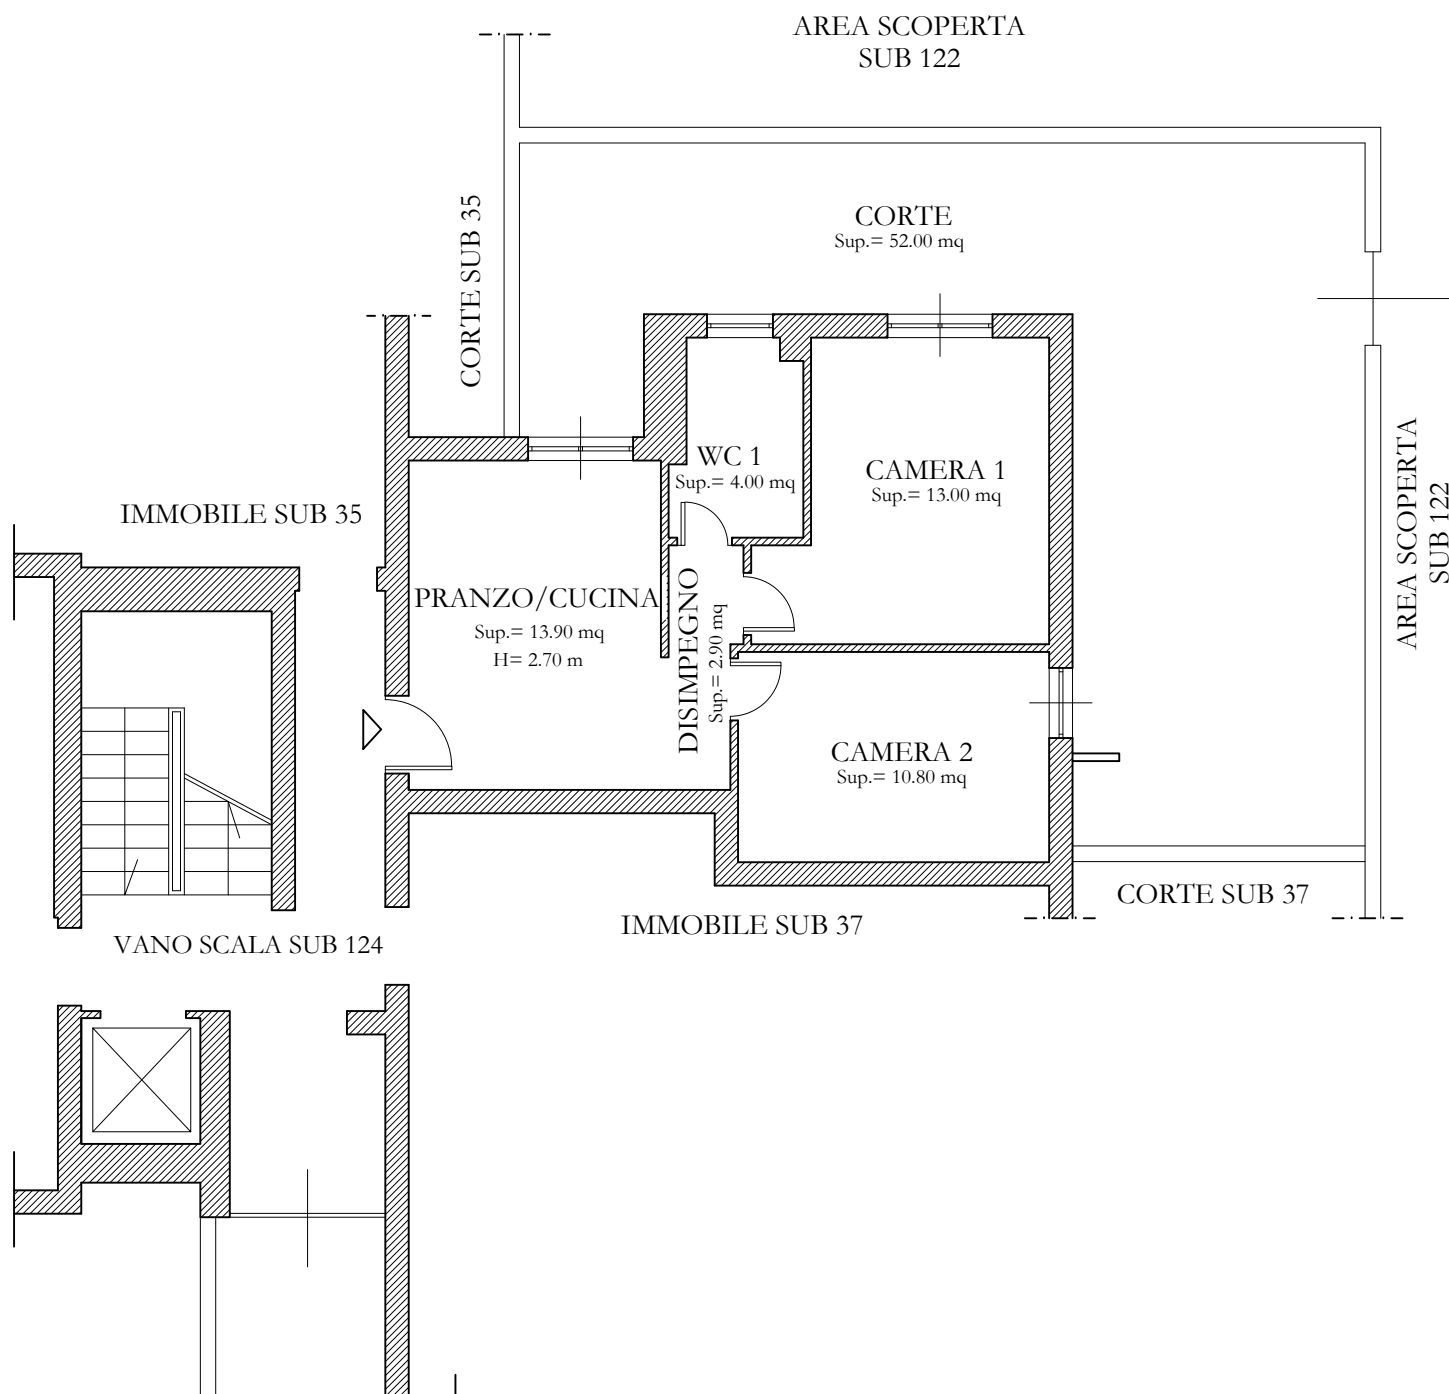 AREA SCOPERTA
SUB 122
CORTE
Sup.= 52.00 mq
CORTE SUB 35
WC 1
Sup.= 4.00 mq
CAMERA 1
Sup.= 13.00 mq
AREA SCOPERTA
SUB 122
IMMOBILE SUB 35
PRANZO/CUCINA
Sup.= 13.90 mq
H= 2.70 m
DISIMPEGNO
Sup.= 2.90 mq
CAMERA 2
Sup.= 10.80 mq
CORTE SUB 37
IMMOBILE SUB 37
VANO SCALA SUB 124